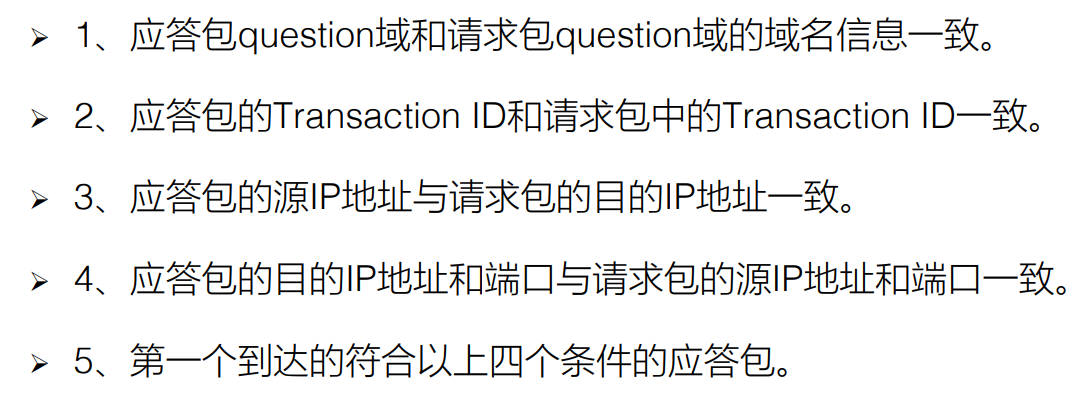 ➢ 1、应答包question域和请求包question域的域名信息一致。
➢ 2、应答包的Transaction ID和请求包中的Transaction ID一致。
➢ 3、应答包的源IP地址与请求包的目的IP地址一致。
➢ 4、应答包的目的IP地址和端口与请求包的源IP地址和端口一致。
➢ 5、第一个到达的符合以上四个条件的应答包。